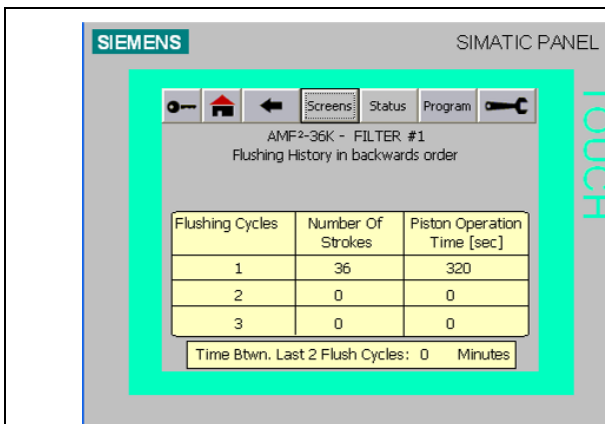 SIEMENS
SIMATIC PANEL
TOUCH
Screens Status Program
AMF²-36K - FILTER #1
Flushing History in backwards order
Flushing Cycles Number Of Strokes Piston Operation Time [sec]
1 36 320
2 0 0
3 0 0
Time Btwn. Last 2 Flush Cycles: 0 Minutes